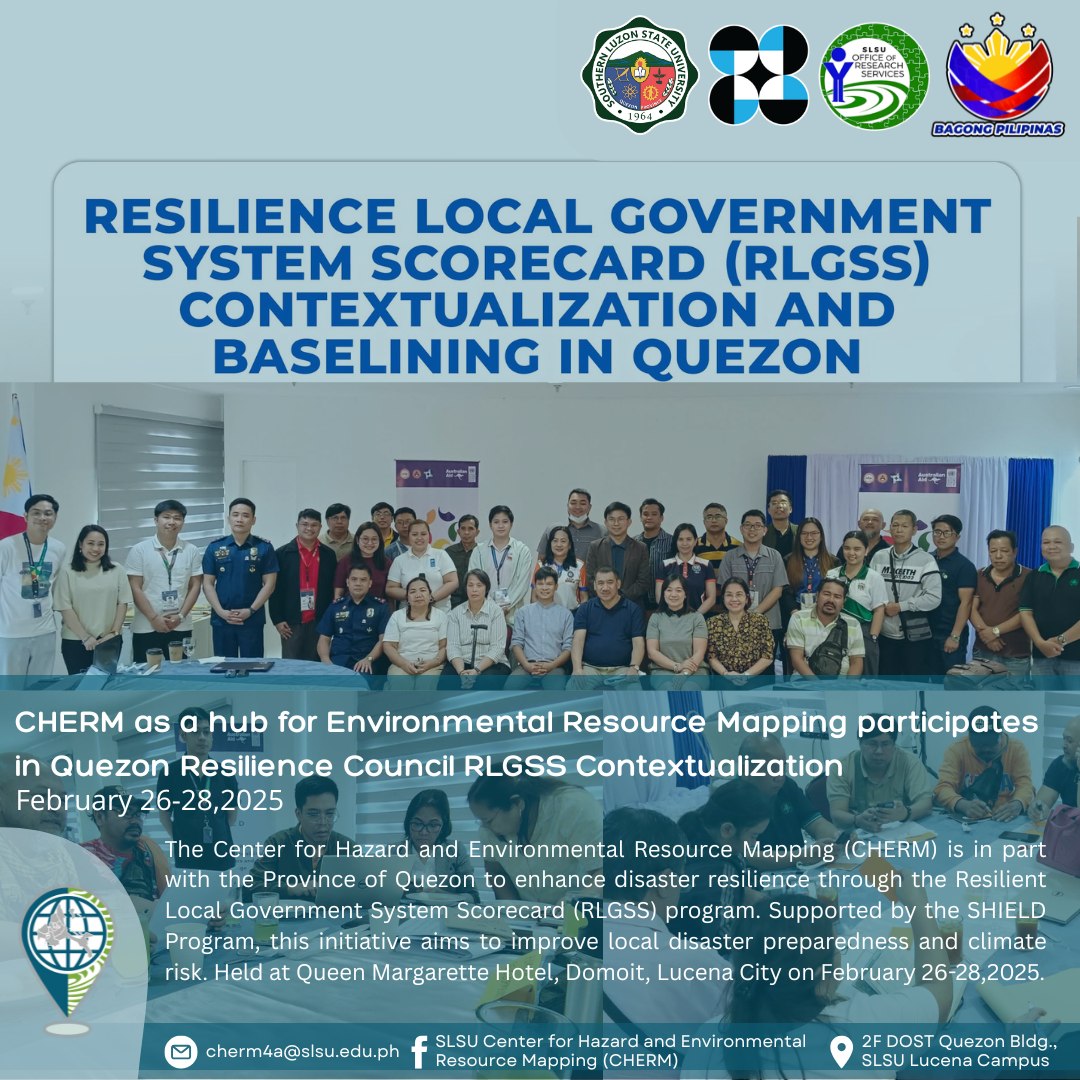 SOUTHERN LUZON STATE UNIVERSITY
QUEZON PROVINCE
1964
SLSU
OFFICE OF
RESEARCH
SERVICES
BAGONG PILIPINAS
RESILIENCE LOCAL GOVERNMENT
SYSTEM SCORECARD (RLGSS)
CONTEXTUALIZATION AND
BASELINING IN QUEZON
Australian
Aid
Australian
Aid
CHERM as a hub for Environmental Resource Mapping participates
in Quezon Resilience Council RLGSS Contextualization
February 26-28,2025
The Center for Hazard and Environmental Resource Mapping (CHERM) is in part
with the Province of Quezon to enhance disaster resilience through the Resilient
Local Government System Scorecard (RLGSS) program. Supported by the SHIELD
Program, this initiative aims to improve local disaster preparedness and climate
risk. Held at Queen Margarette Hotel, Domoit, Lucena City on February 26-28,2025.
cherm4a@slsu.edu.ph
SLSU Center for Hazard and Environmental
Resource Mapping (CHERM)
2F DOST Quezon Bldg.,
SLSU Lucena Campus